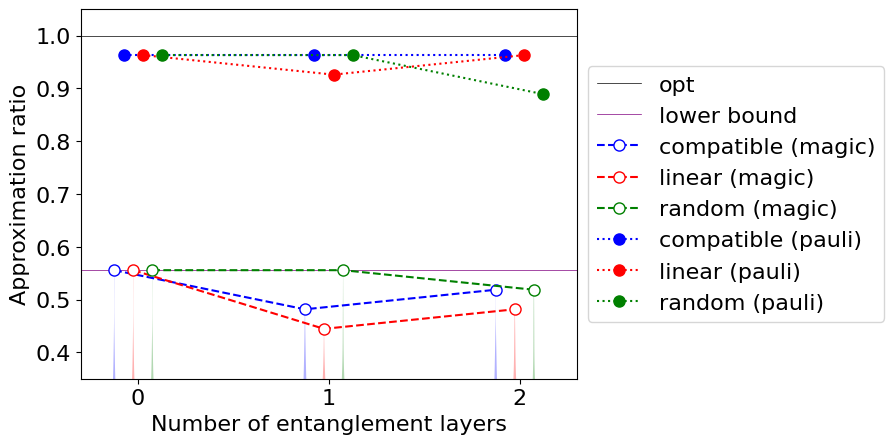 1.0
0.9
0.8
0.7
0.6
0.5
0.4
Approximation ratio
0 1 2
Number of entanglement layers
opt
lower bound
compatible (magic)
linear (magic)
random (magic)
compatible (pauli)
linear (pauli)
random (pauli)